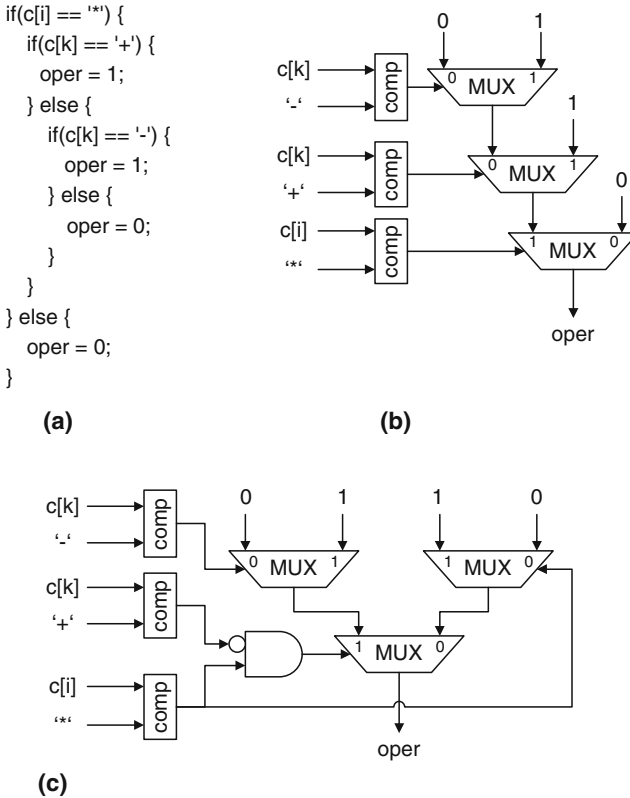 if(c[i] == '*') {
if(c[k] == '+') {
oper = 1;
} else {
if(c[k] == '-') {
oper = 1;
} else {
oper = 0;
}
}
} else {
oper = 0;
}
(a)
0 1
c[k]
'-'
comp
0 MUX 1
1
c[k]
'+'
comp
0 MUX 1
0
c[i]
'*'
comp
1 MUX 0
oper
(b)
0 1 1 0
c[k]
'-'
comp
0 MUX 1
1 MUX 0
c[k]
'+'
comp
1 MUX 0
c[i]
'*'
comp
oper
(c)